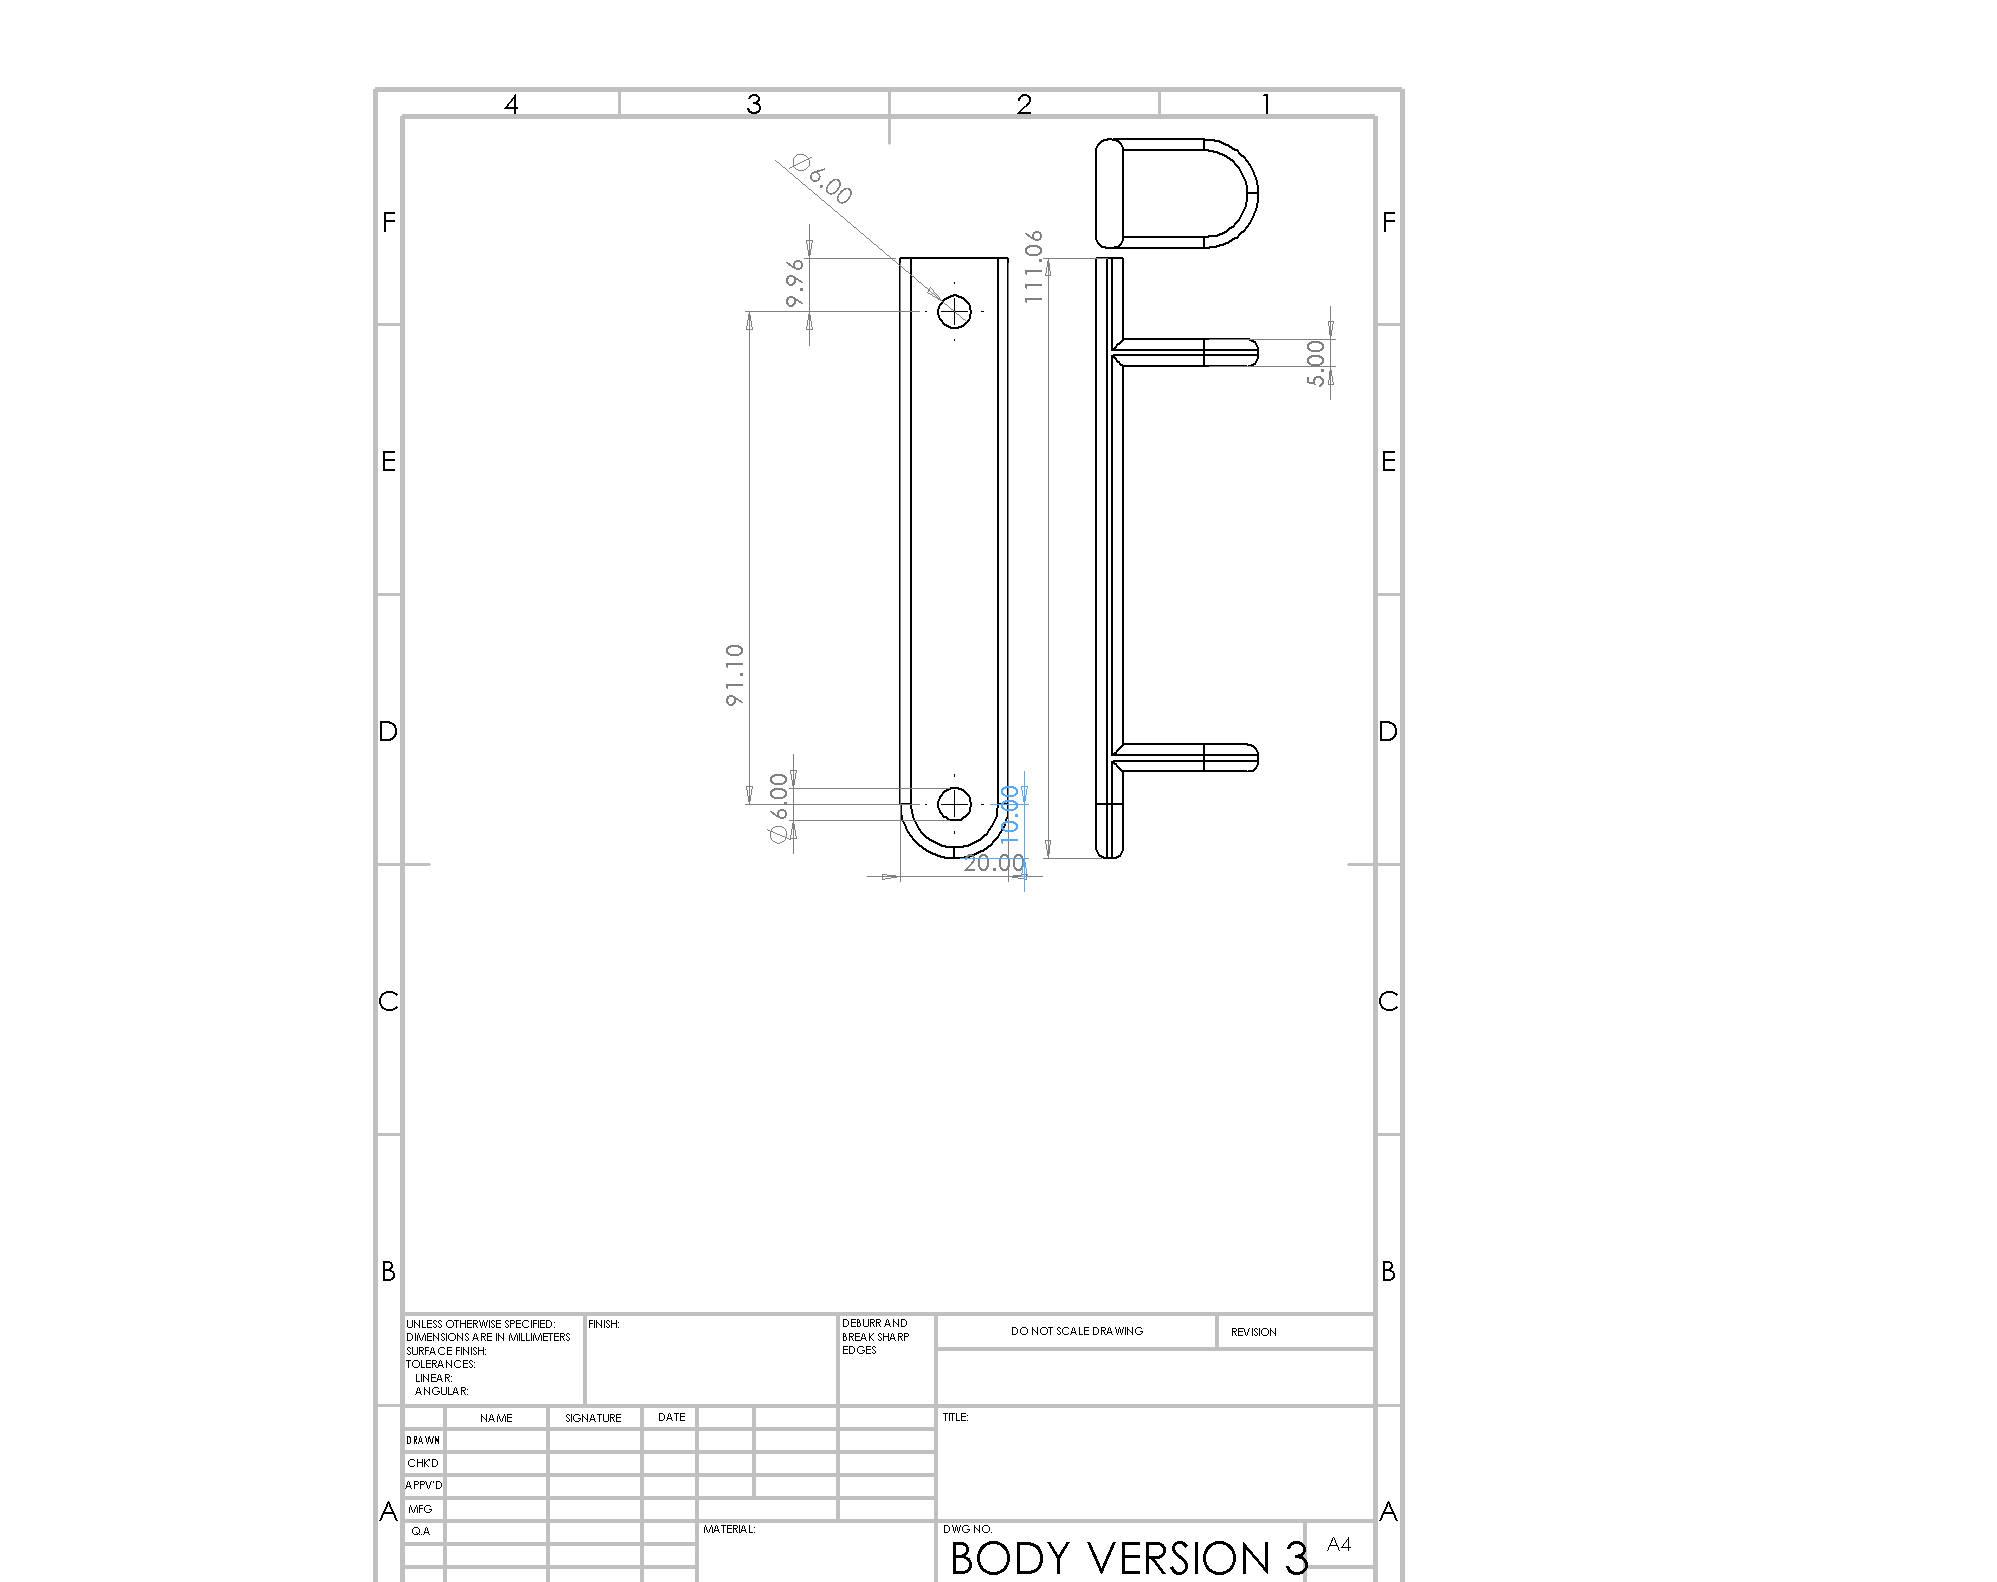 4 3 2 1
F F
E E
D D
C C
B B
A A
∅6.00
9.96
111.06
5.00
91.10
∅6.00
10.00
20.00
UNLESS OTHERWISE SPECIFIED:
DIMENSIONS ARE IN MILLIMETERS
SURFACE FINISH:
TOLERANCES:
LINEAR:
ANGULAR:
FINISH:
DEBURR AND
BREAK SHARP
EDGES
DO NOT SCALE DRAWING
REVISION
NAME SIGNATURE DATE
DRAWN
CHK'D
APPV'D
MFG
Q.A
MATERIAL:
TITLE:
DWG NO.
BODY VERSION 3
A4